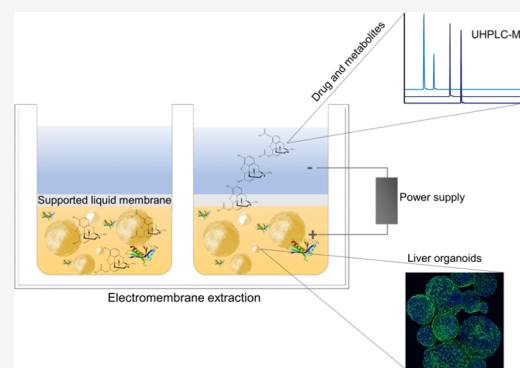 UHPLC-M
Drug and metabolites
-
Supported liquid membrane
Power supply
+
Liver organoids
Electromembrane extraction